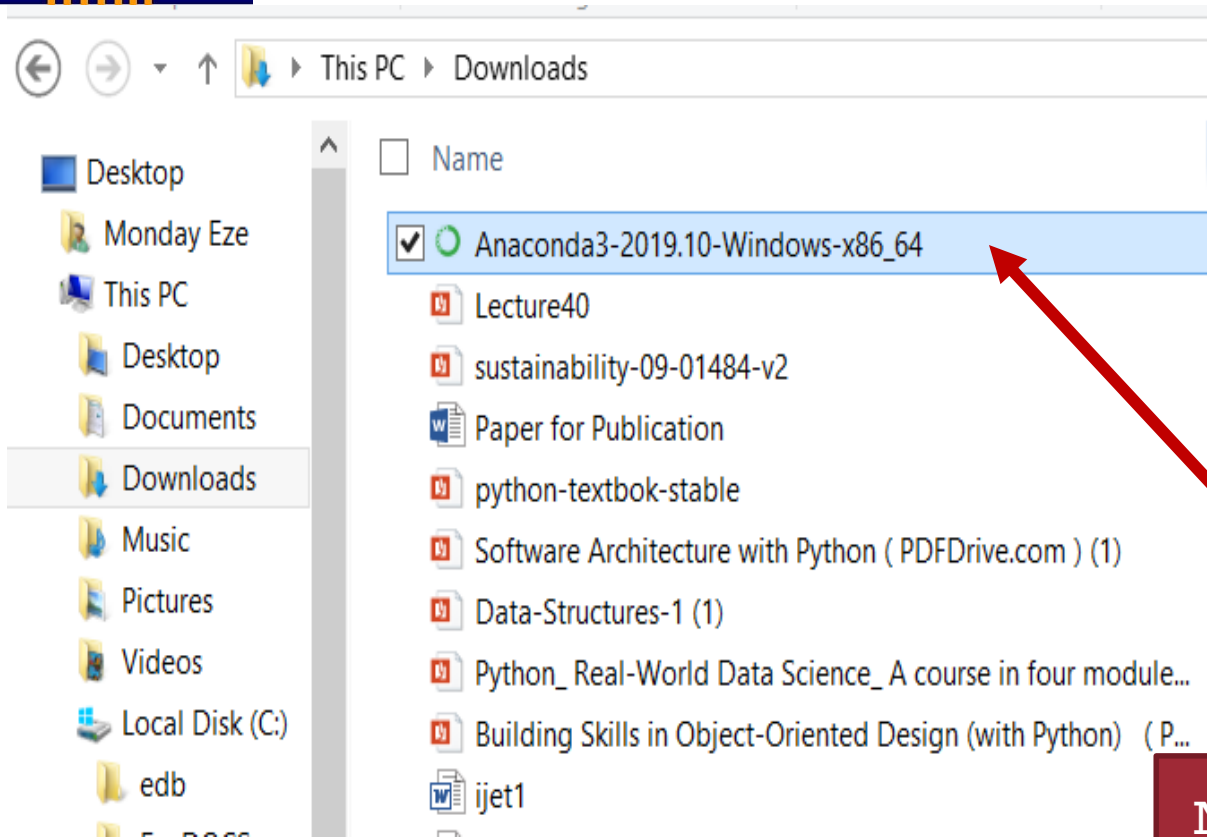 This PC Downloads
Name
Desktop
Monday Eze
This PC
Desktop
Documents
Downloads
Music
Pictures
Videos
Local Disk (C:)
edb
Anaconda3-2019.10-Windows-x86_64
Lecture40
sustainability-09-01484-v2
Paper for Publication
python-textbok-stable
Software Architecture with Python ( PDFDrive.com ) (1)
Data-Structures-1 (1)
Python_ Real-World Data Science_ A course in four module...
Building Skills in Object-Oriented Design (with Python) ( P...
ijet1